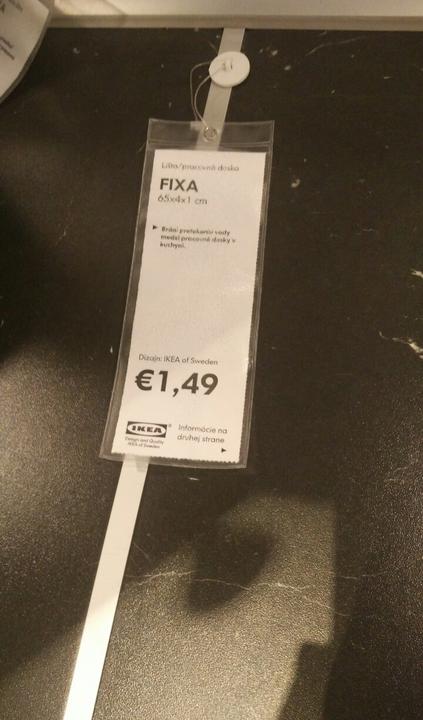 Lišta/pracovná doska
FIXA
65x4x1 cm
► Bráni pretekaniu vody
medzi pracovné dosky v
kuchyni.
Dizajn: IKEA of Sweden
€1,49
IKEA®
Design and Quality
IKEA of Sweden
Informácie na
druhej strane
►